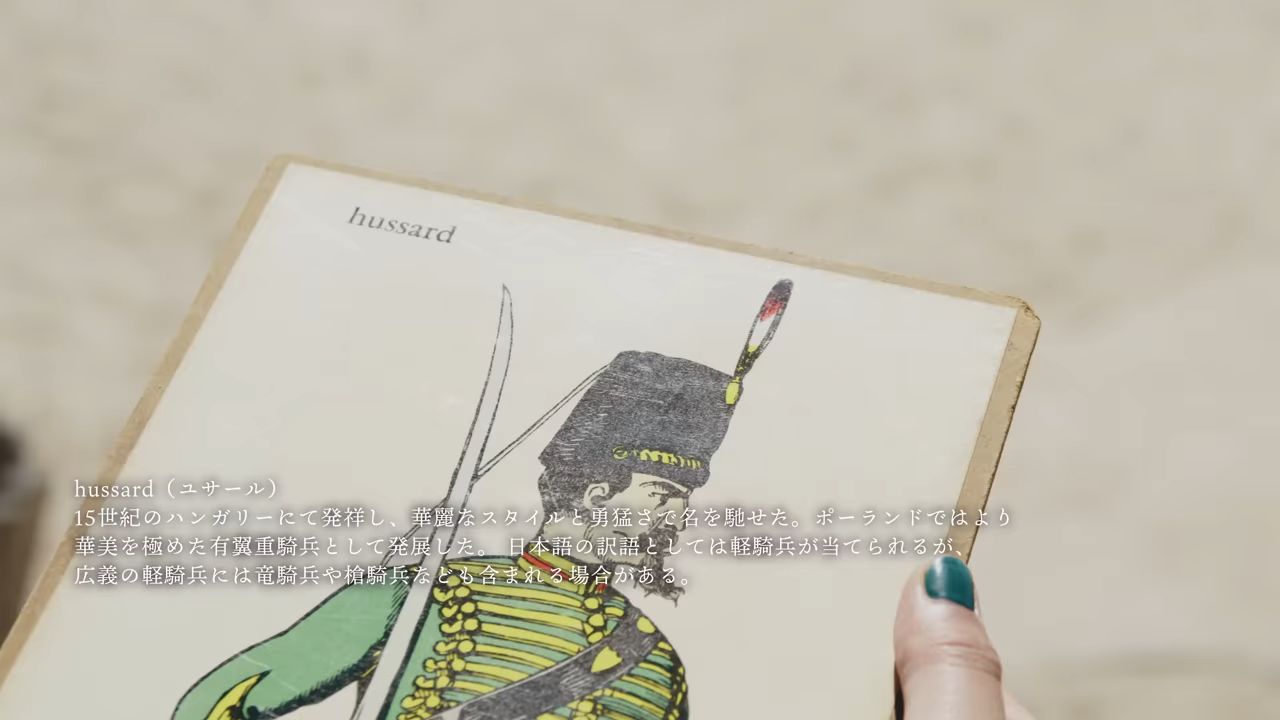 hussard
hussard（ユサール）
15世紀のハンガリーにて発祥し、華麗なスタイルと勇猛さで名を馳せた。ポーランドではより
華美を極めた有翼重騎兵として発展した。 日本語の訳語としては軽騎兵が当てられるが、
広義の軽騎兵には竜騎兵や槍騎兵なども含まれる場合がある。